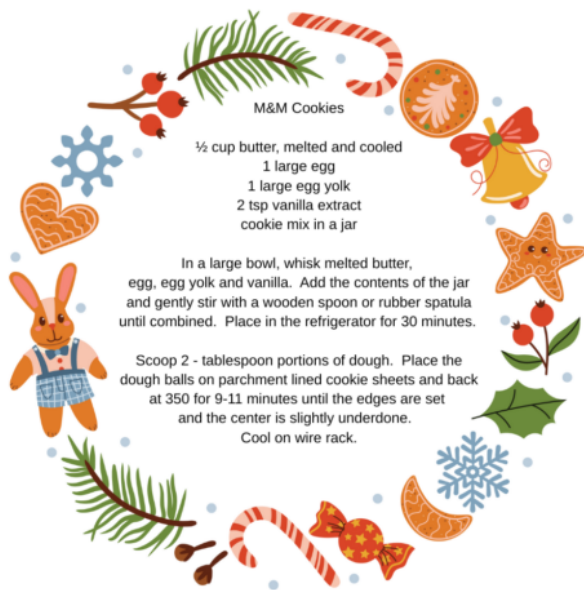 M&M Cookies
½ cup butter, melted and cooled
1 large egg
1 large egg yolk
2 tsp vanilla extract
cookie mix in a jar
In a large bowl, whisk melted butter,
egg, egg yolk and vanilla.  Add the contents of the jar
and gently stir with a wooden spoon or rubber spatula
until combined.  Place in the refrigerator for 30 minutes.
Scoop 2 - tablespoon portions of dough.  Place the
dough balls on parchment lined cookie sheets and back
at 350 for 9-11 minutes until the edges are set
and the center is slightly underdone.
Cool on wire rack.